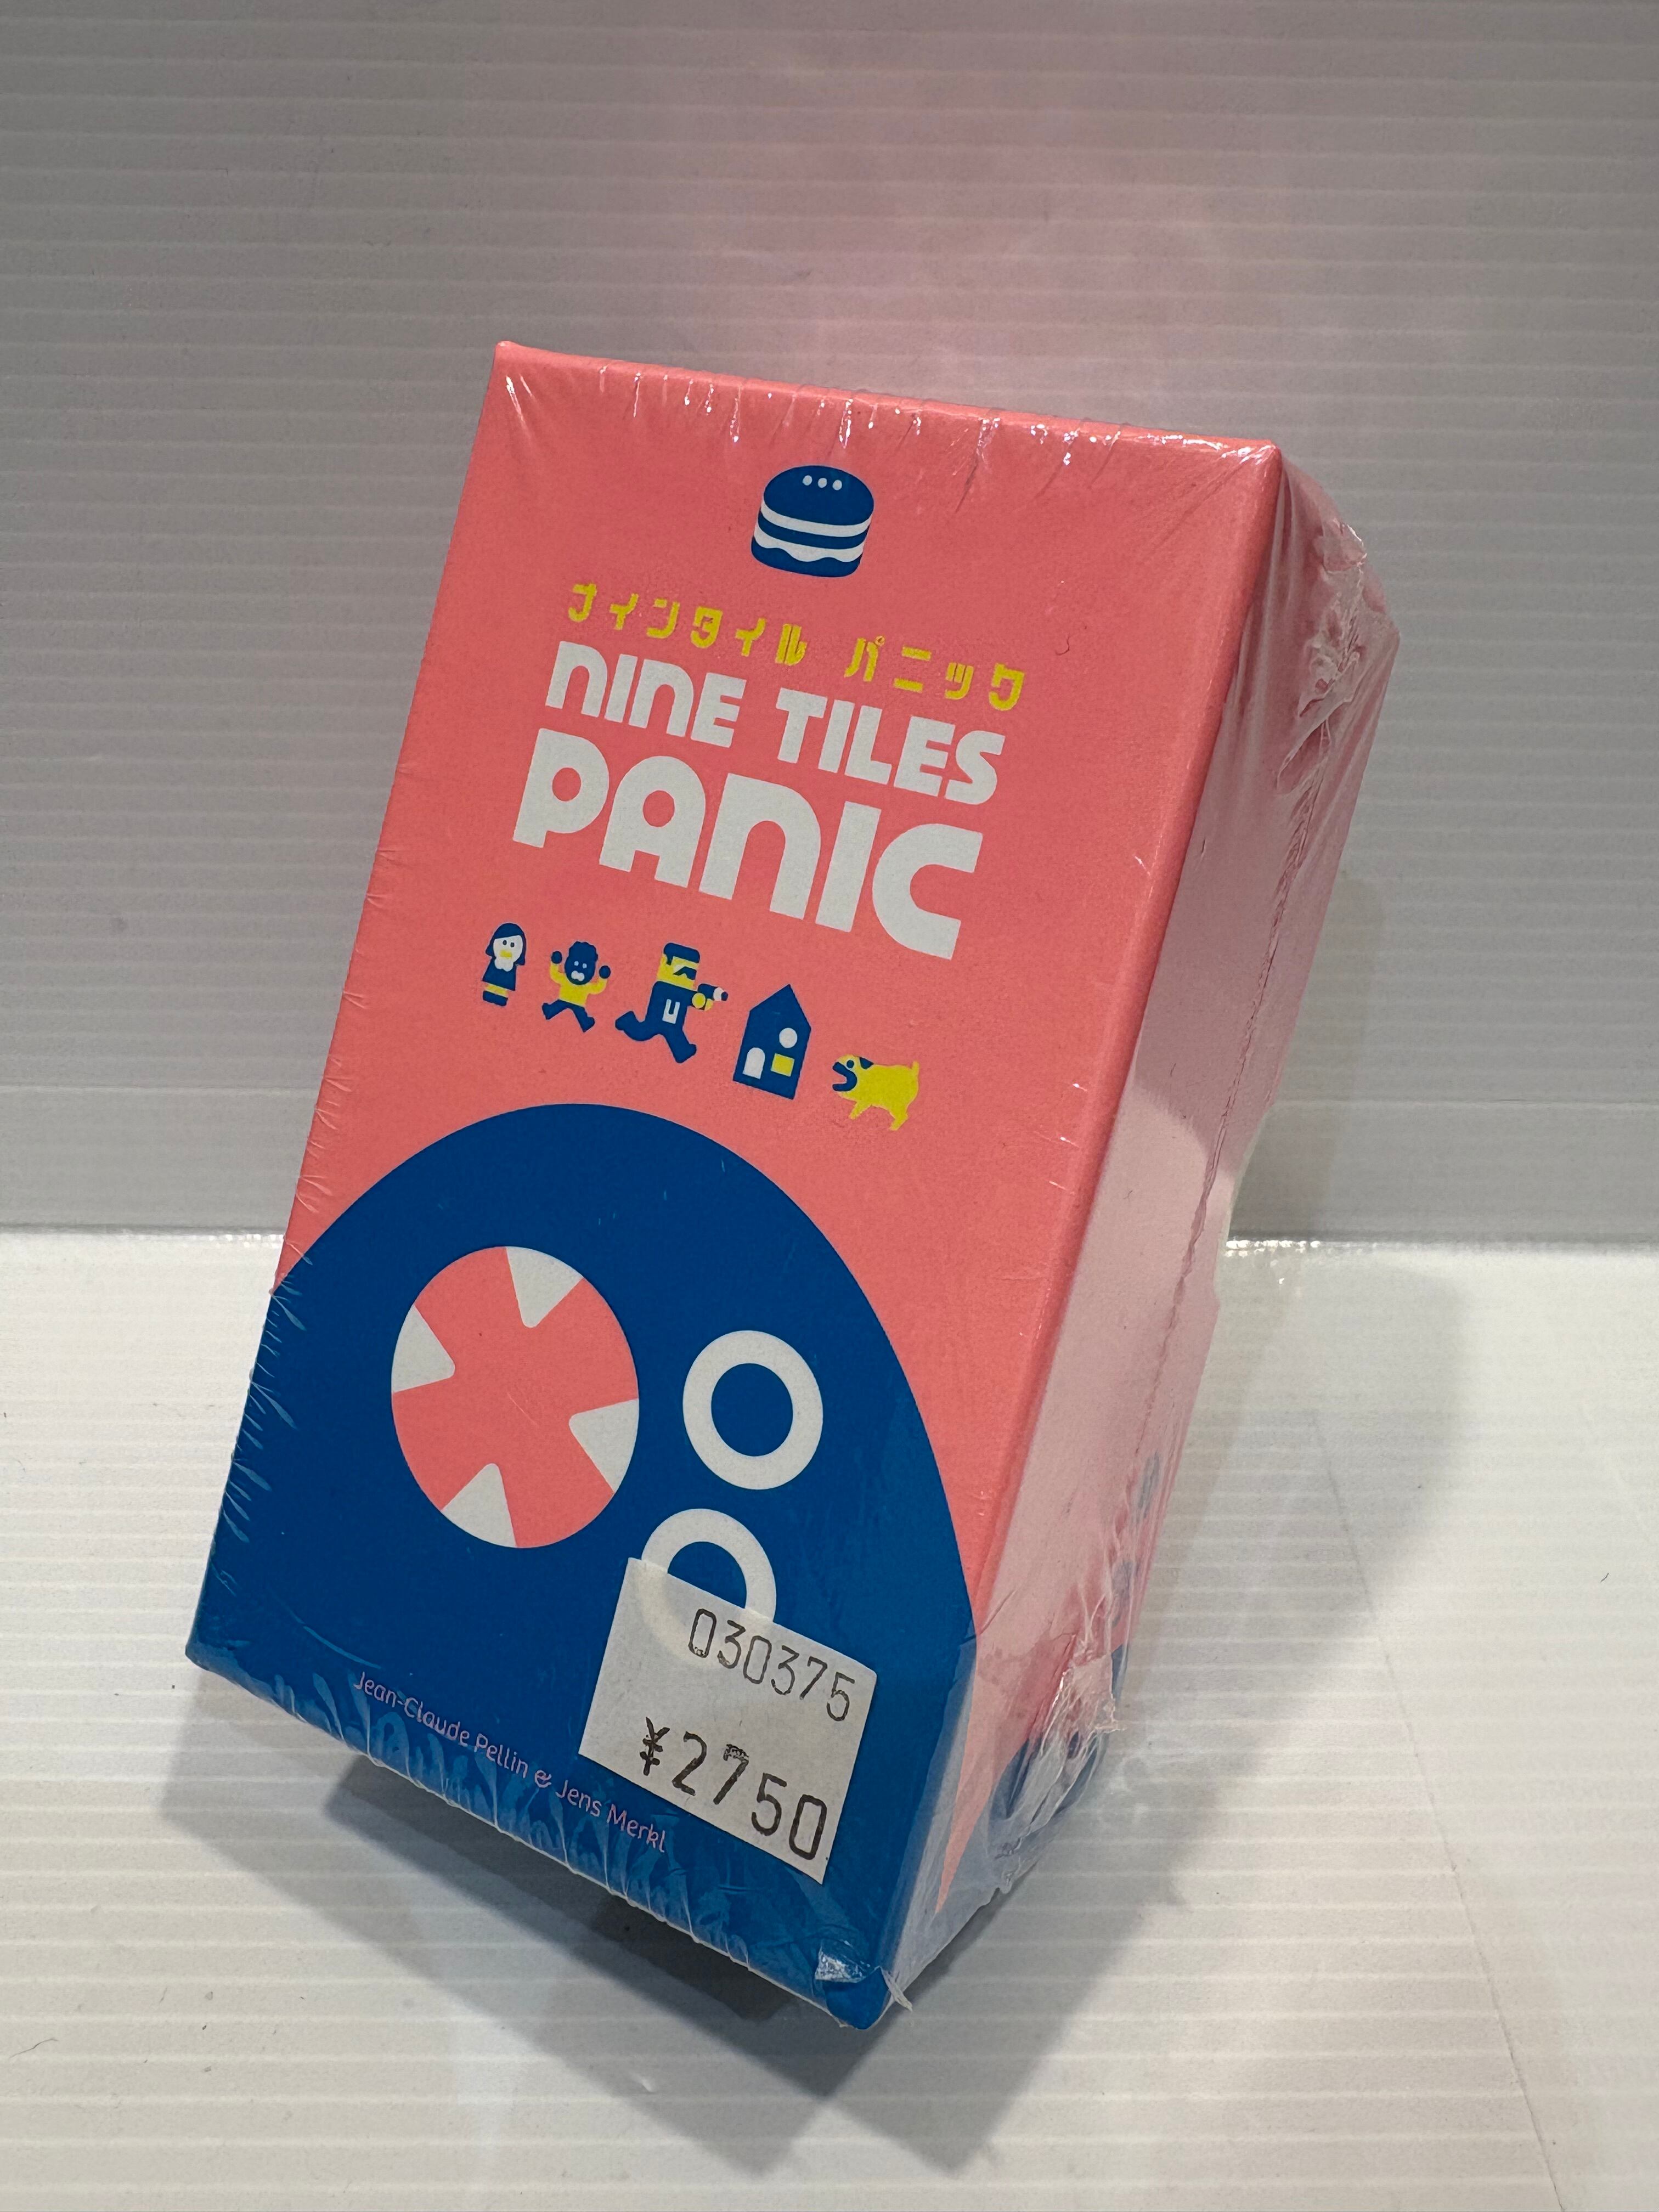 ナインタイル パニック
NINE TILES
PANIC
U
030375
¥2750
Jean-Claude Pellin & Jens Merkl